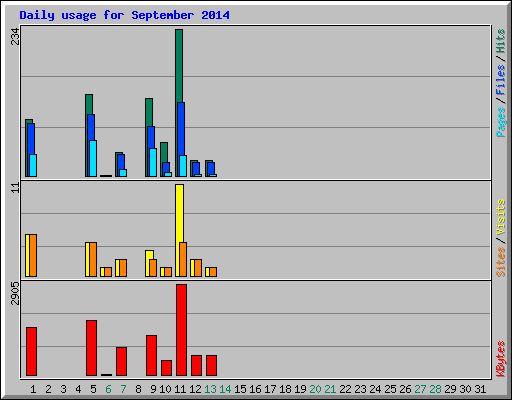 Daily usage for September 2014
234
Pages / Files / Hits
11
Sites / Visits
2905
KBytes
1 2 3 4 5 6 7 8 9 10 11 12 13 14 15 16 17 18 19 20 21 22 23 24 25 26 27 28 29 30 31